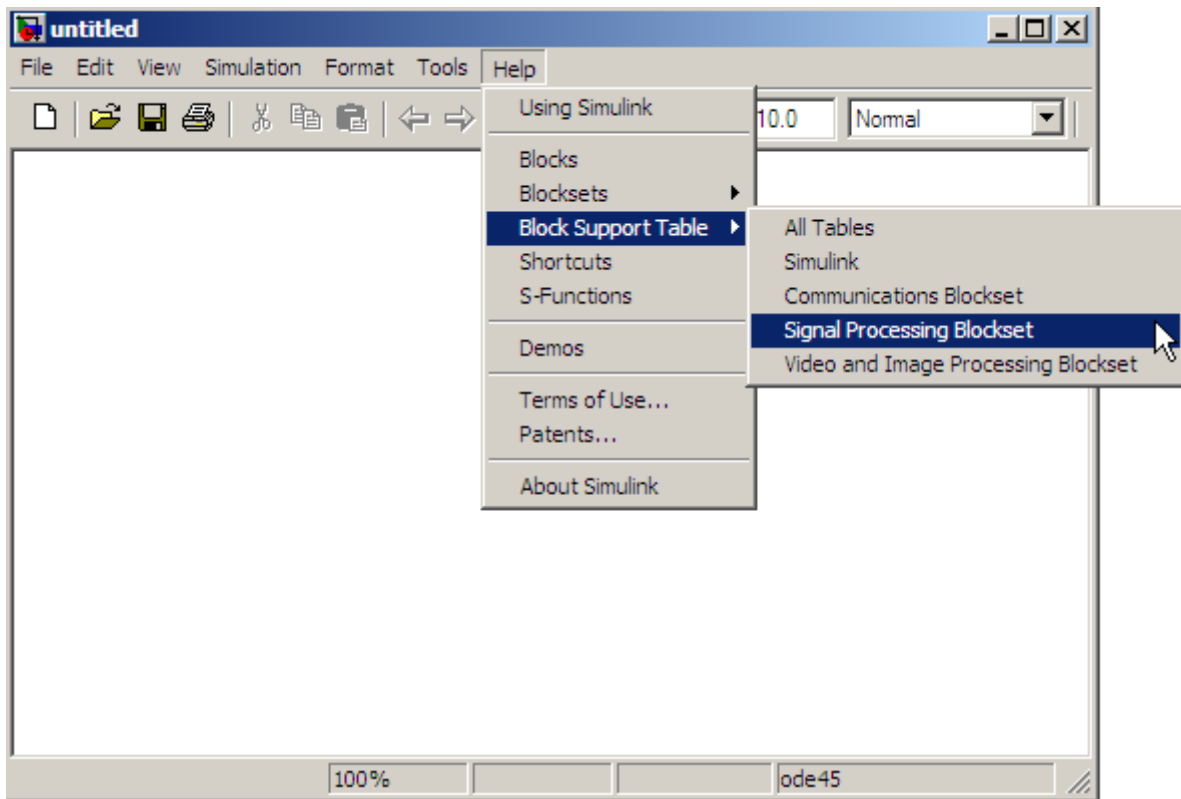 untitled
File Edit View Simulation Format Tools Help
10.0 Normal
Using Simulink
Blocks
Blocksets
Block Support Table
Shortcuts
S-Functions
Demos
Terms of Use...
Patents...
About Simulink
All Tables
Simulink
Communications Blockset
Signal Processing Blockset
Video and Image Processing Blockset
100% ode45